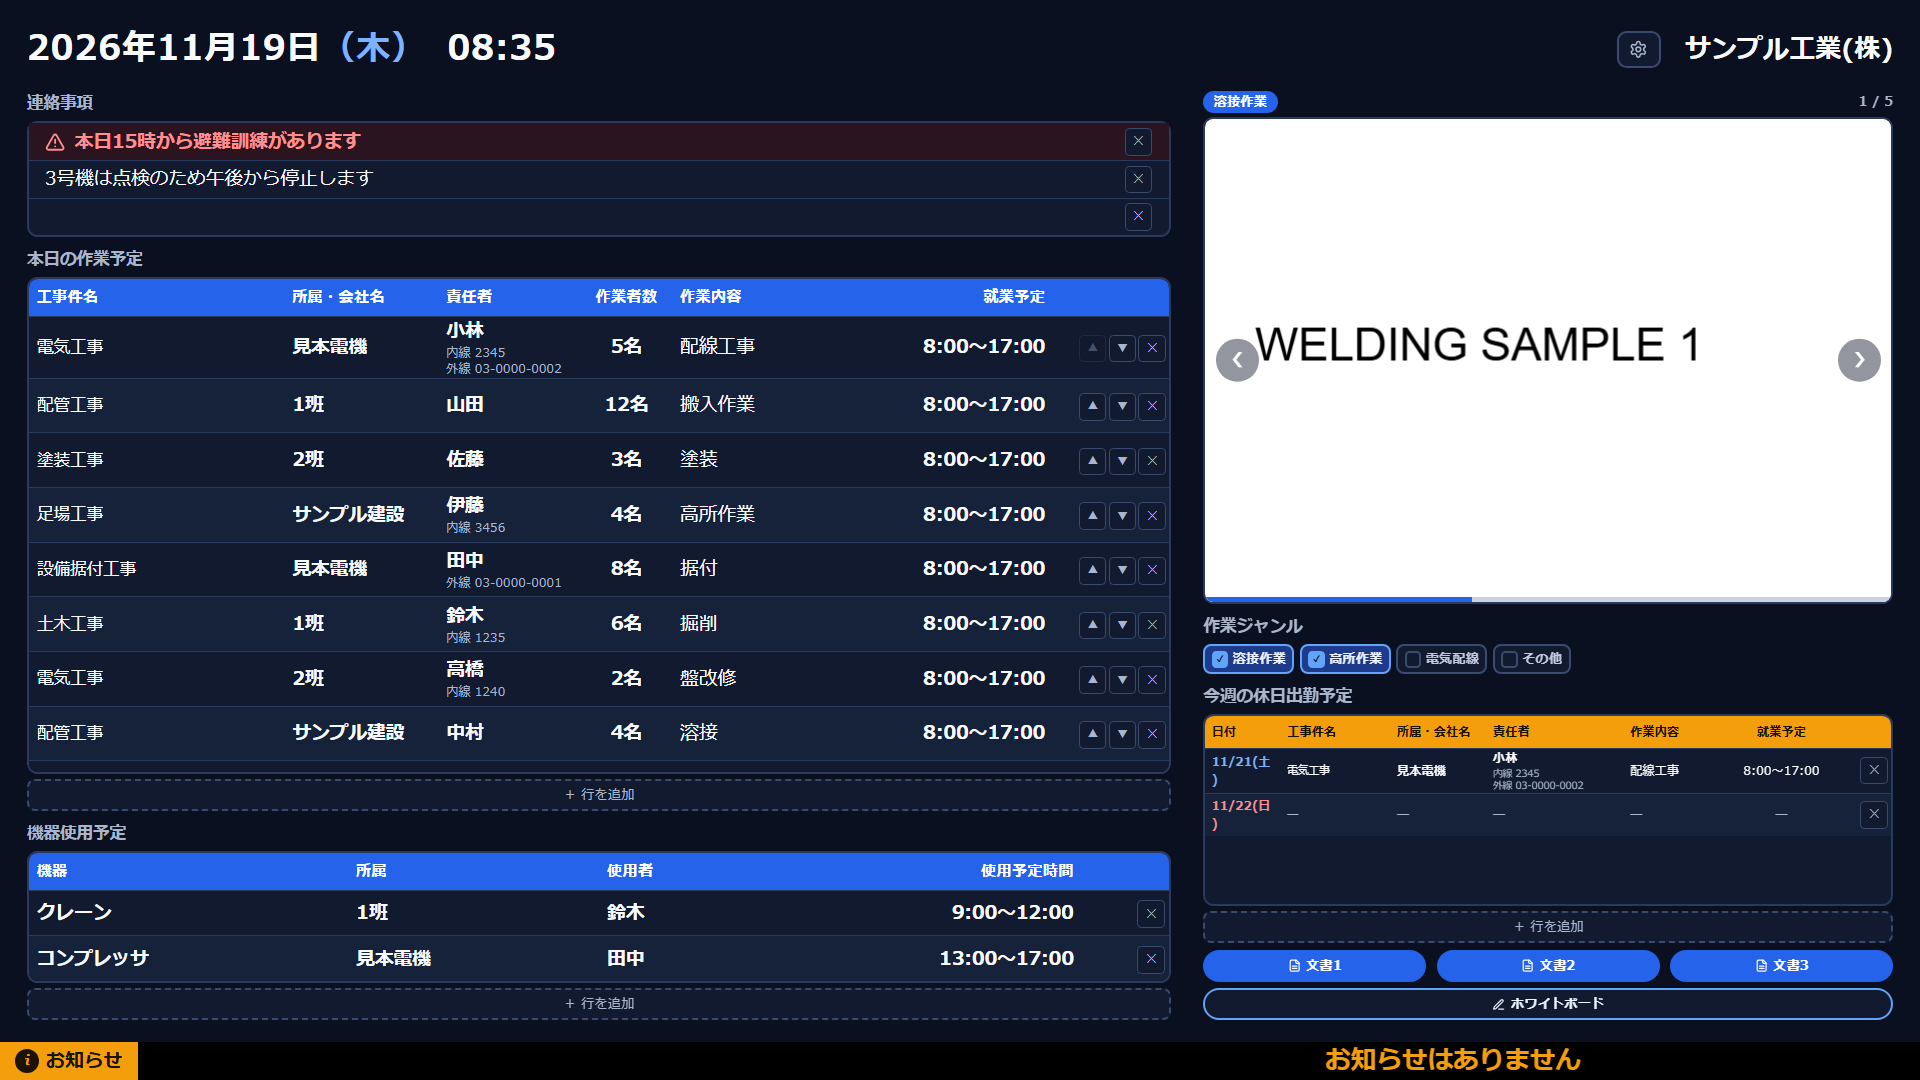 2026年11月19日（木） 08:35
サンプル工業(株)
連絡事項
本日15時から避難訓練があります
3号機は点検のため午後から停止します
本日の作業予定
工事件名 所属・会社名 責任者 作業者数 作業内容 就業予定
電気工事 見本電機 小林 内線 2345 外線 03-0000-0002 5名 配線工事 8:00〜17:00
配管工事 1班 山田 12名 搬入作業 8:00〜17:00
塗装工事 2班 佐藤 3名 塗装 8:00〜17:00
足場工事 サンプル建設 伊藤 内線 3456 4名 高所作業 8:00〜17:00
設備据付工事 見本電機 田中 外線 03-0000-0001 8名 据付 8:00〜17:00
土木工事 1班 鈴木 内線 1235 6名 掘削 8:00〜17:00
電気工事 2班 高橋 内線 1240 2名 盤改修 8:00〜17:00
配管工事 サンプル建設 中村 4名 溶接 8:00〜17:00
+ 行を追加
機器使用予定
機器 所属 使用者 使用予定時間
クレーン 1班 鈴木 9:00〜12:00
コンプレッサ 見本電機 田中 13:00〜17:00
+ 行を追加
溶接作業 1 / 5
WELDING SAMPLE 1
作業ジャンル
溶接作業 高所作業 電気配線 その他
今週の休日出勤予定
日付 工事件名 所属・会社名 責任者 作業内容 就業予定
11/21(土) 電気工事 見本電機 小林 内線 2345 外線 03-0000-0002 配線工事 8:00〜17:00
11/22(日) — — — — —
+ 行を追加
文書1 文書2 文書3
ホワイトボード
お知らせ お知らせはありません